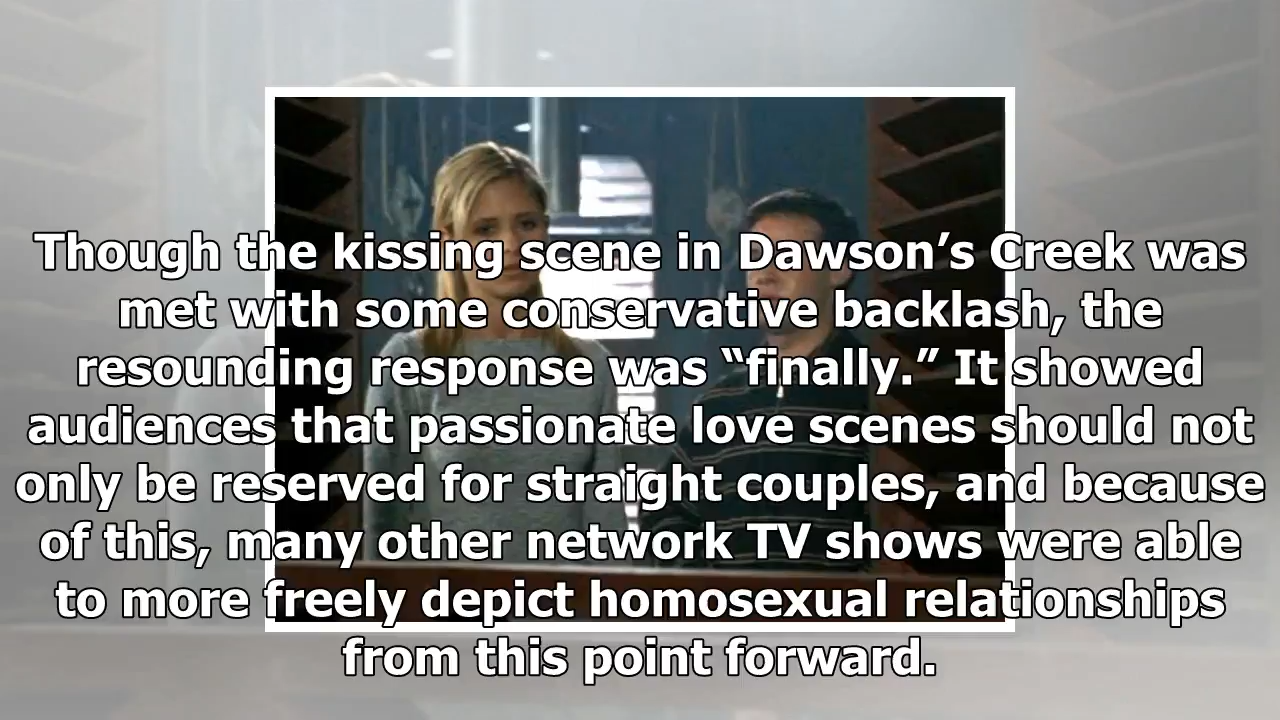 Though the kissing scene in Dawson’s Creek was
met with some conservative backlash, the
resounding response was “finally.” It showed
audiences that passionate love scenes should not
only be reserved for straight couples, and because
of this, many other network TV shows were able
to more freely depict homosexual relationships
from this point forward.